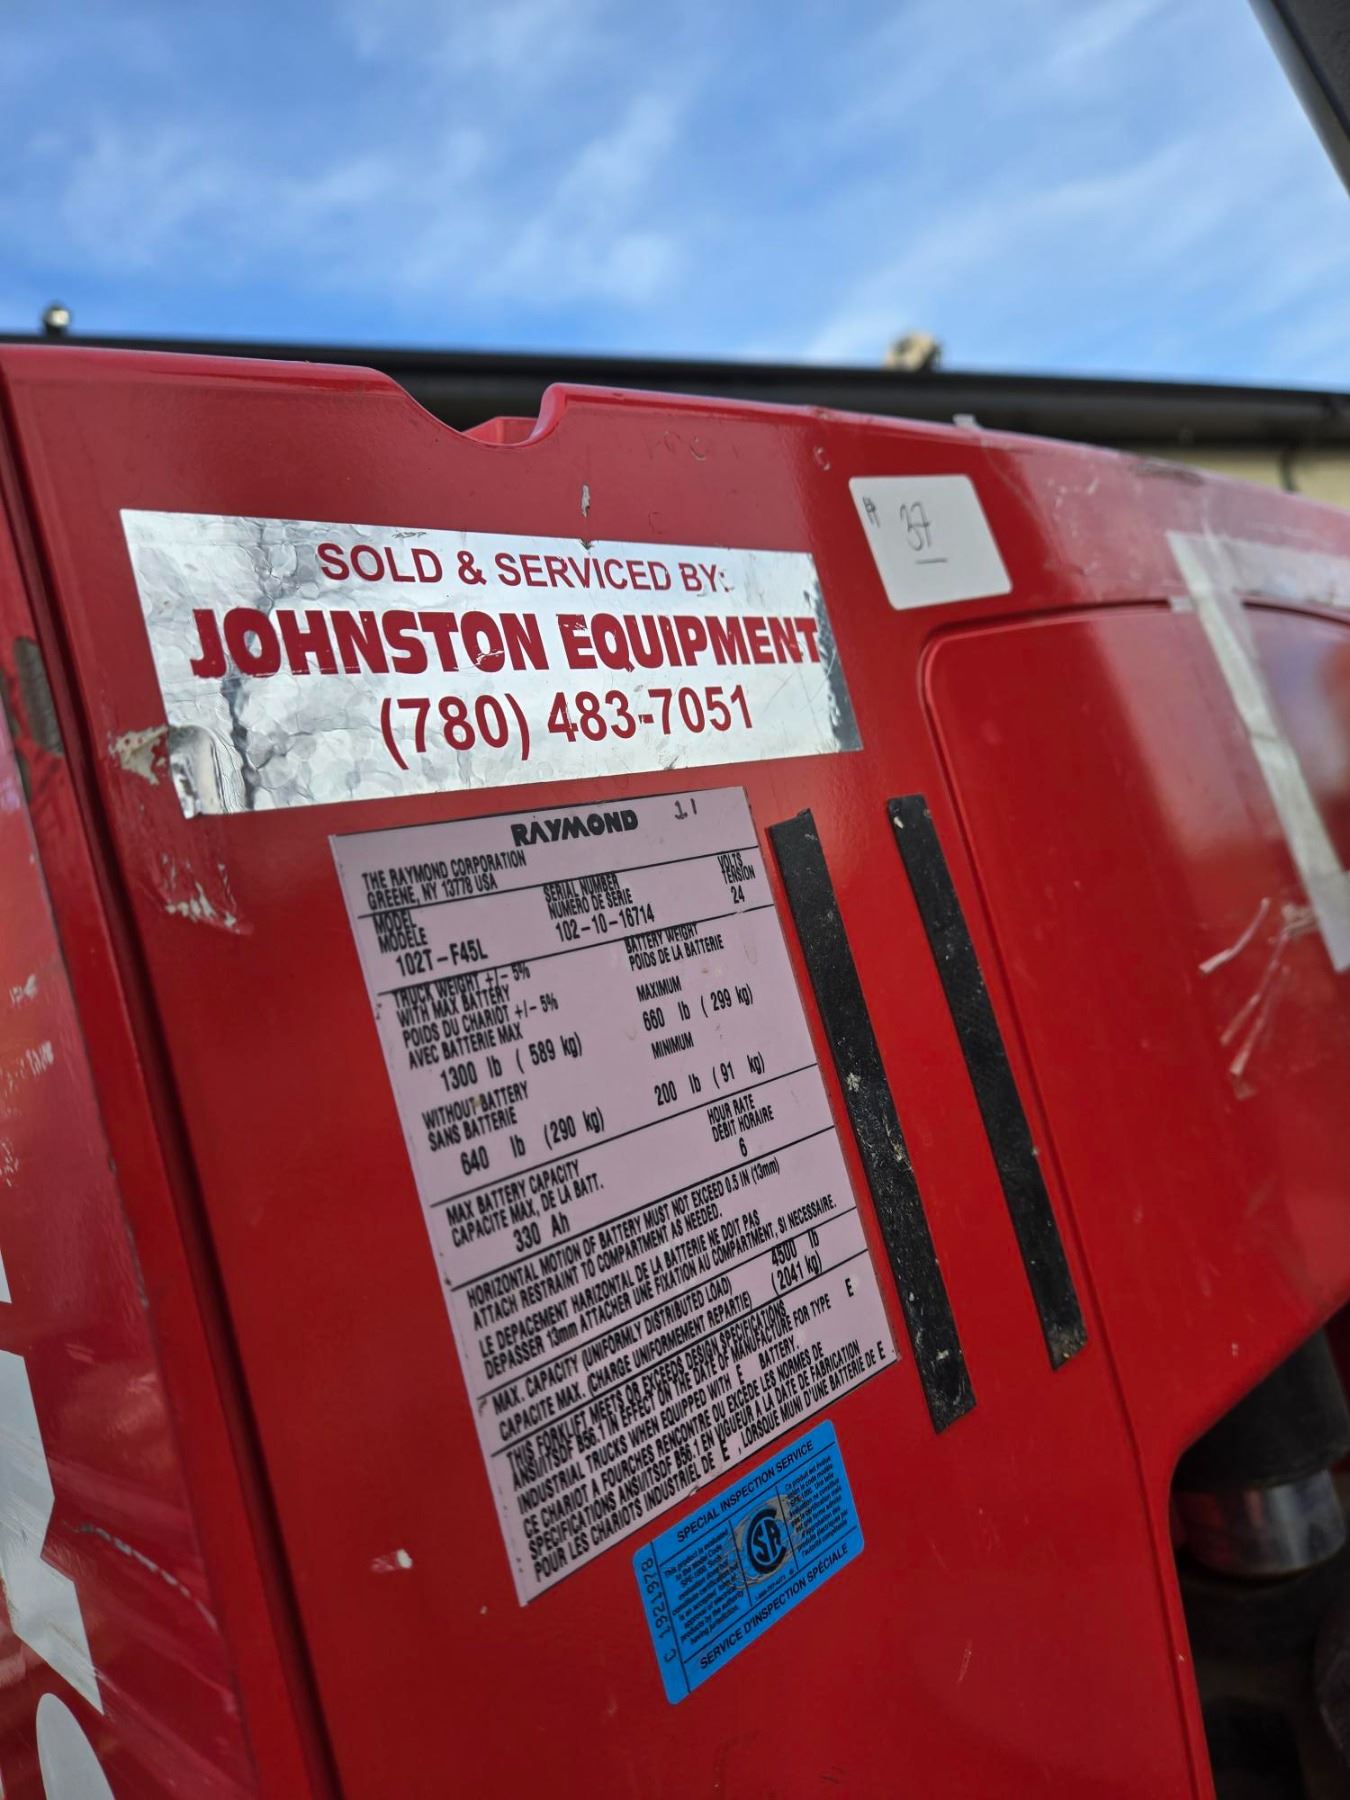 37
SOLD & SERVICED BY:
JOHNSTON EQUIPMENT
(780) 483-7051
RAYMOND
THE RAYMOND CORPORATION
GREENE, NY 13778 USA
MODEL
MODÈLE
102T-F45L
SERIAL NUMBER
NUMÉRO DE SÉRIE
102-10-16714
VOLTS
TENSION
24
TRUCK WEIGHT +/- 5%
WITH MAX BATTERY
POIDS DU CHARIOT +/- 5%
AVEC BATTERIE MAX
1300 lb ( 589 kg)
WITHOUT BATTERY
SANS BATTERIE
640 lb (290 kg)
BATTERY WEIGHT
POIDS DE LA BATTERIE
MAXIMUM
660 lb ( 299 kg)
MINIMUM
200 lb ( 91 kg)
MAX BATTERY CAPACITY
CAPACITE MAX, DE LA BATT.
330 Ah
HOUR RATE
DEBIT HORAIRE
6
HORIZONTAL MOTION OF BATTERY MUST NOT EXCEED 0.5 IN (13mm)
ATTACH RESTRAINT TO COMPARTMENT AS NEEDED.
LE DEPACEMENT HARIZONTAL DE LA BATTERIE NE DOIT PAS
DEPASSER 13mm ATTACHER UNE FIXATION AU COMPARTIMENT, SI NECESSAIRE.
MAX. CAPACITY (UNIFORMLY DISTRIBUTED LOAD) 4500 lb
CAPACITE MAX. (CHARGE UNIFORMEMENT REPARTIE) (2041 kg)
THIS FORKLIFT MEETS OR EXCEEDS DESIGN SPECIFICATIONS
ANSI/ITSDF B56.1 IN EFFECT ON THE DATE OF MANUFACTURE FOR TYPE E
INDUSTRIAL TRUCKS WHEN EQUIPPED WITH E BATTERY.
CE CHARIOT A FOURCHES RENCONTRE OU EXCÈDE LES NORMES DE
SPÉCIFICATIONS ANSI/ITSDF B56.1 EN VIGUEUR A LA DATE DE FABRICATION
POUR LES CHARIOTS INDUSTRIEL DE E , LORSQUE MUNI D'UNE BATTERIE DE E
SPECIAL INSPECTION SERVICE
SERVICE D'INSPECTION SPÉCIALE